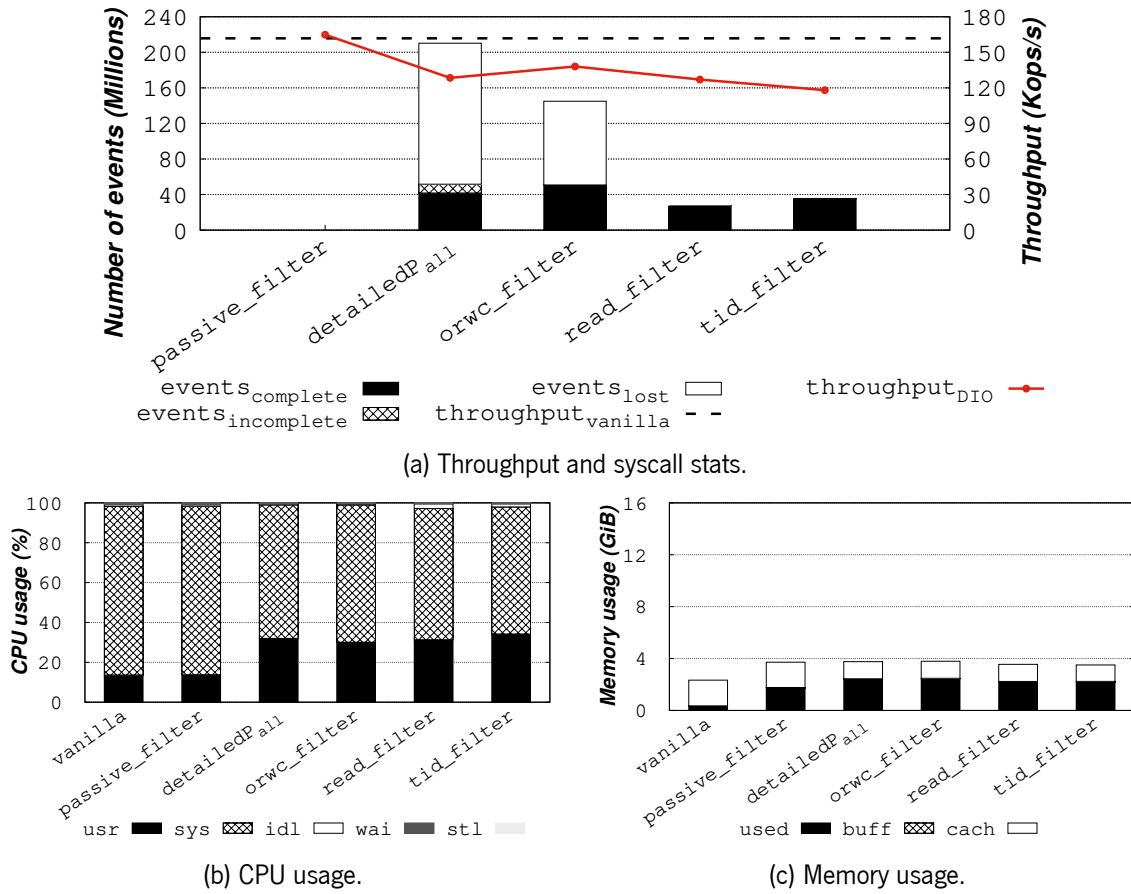 Number of events (Millions)
240
200
160
120
80
40
0
180
150
120
90
60
30
0
Throughput (Kops/s)
passive_filter
detailedPall
orwc_filter
read_filter
tid_filter
eventscomplete eventslost throughputDIO
eventsincomplete throughputvanilla
(a) Throughput and syscall stats.
CPU usage (%)
100
80
60
40
20
0
vanilla
passive_filter
detailedPall
orwc_filter
read_filter
tid_filter
usr sys idl wai stl
(b) CPU usage.
Memory usage (GiB)
16
12
8
4
0
vanilla
passive_filter
detailedPall
orwc_filter
read_filter
tid_filter
used buff cach
(c) Memory usage.